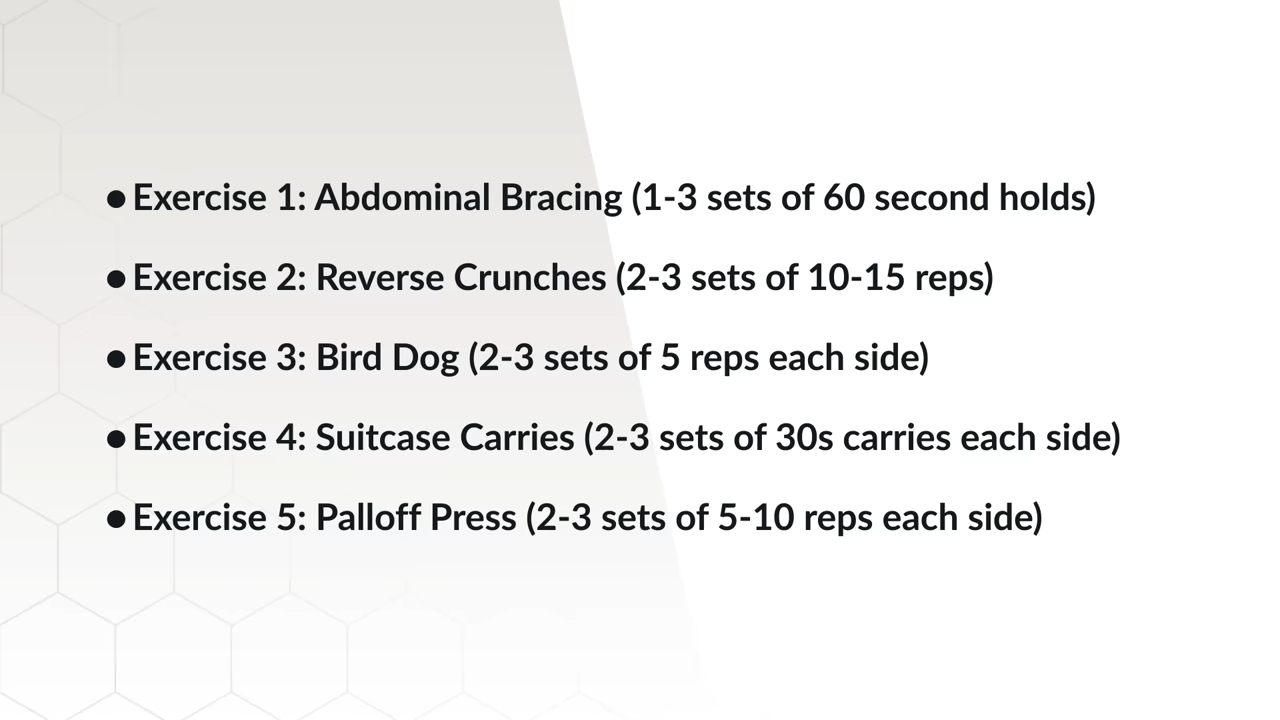 ● Exercise 1: Abdominal Bracing (1-3 sets of 60 second holds)
● Exercise 2: Reverse Crunches (2-3 sets of 10-15 reps)
● Exercise 3: Bird Dog (2-3 sets of 5 reps each side)
● Exercise 4: Suitcase Carries (2-3 sets of 30s carries each side)
● Exercise 5: Palloff Press (2-3 sets of 5-10 reps each side)